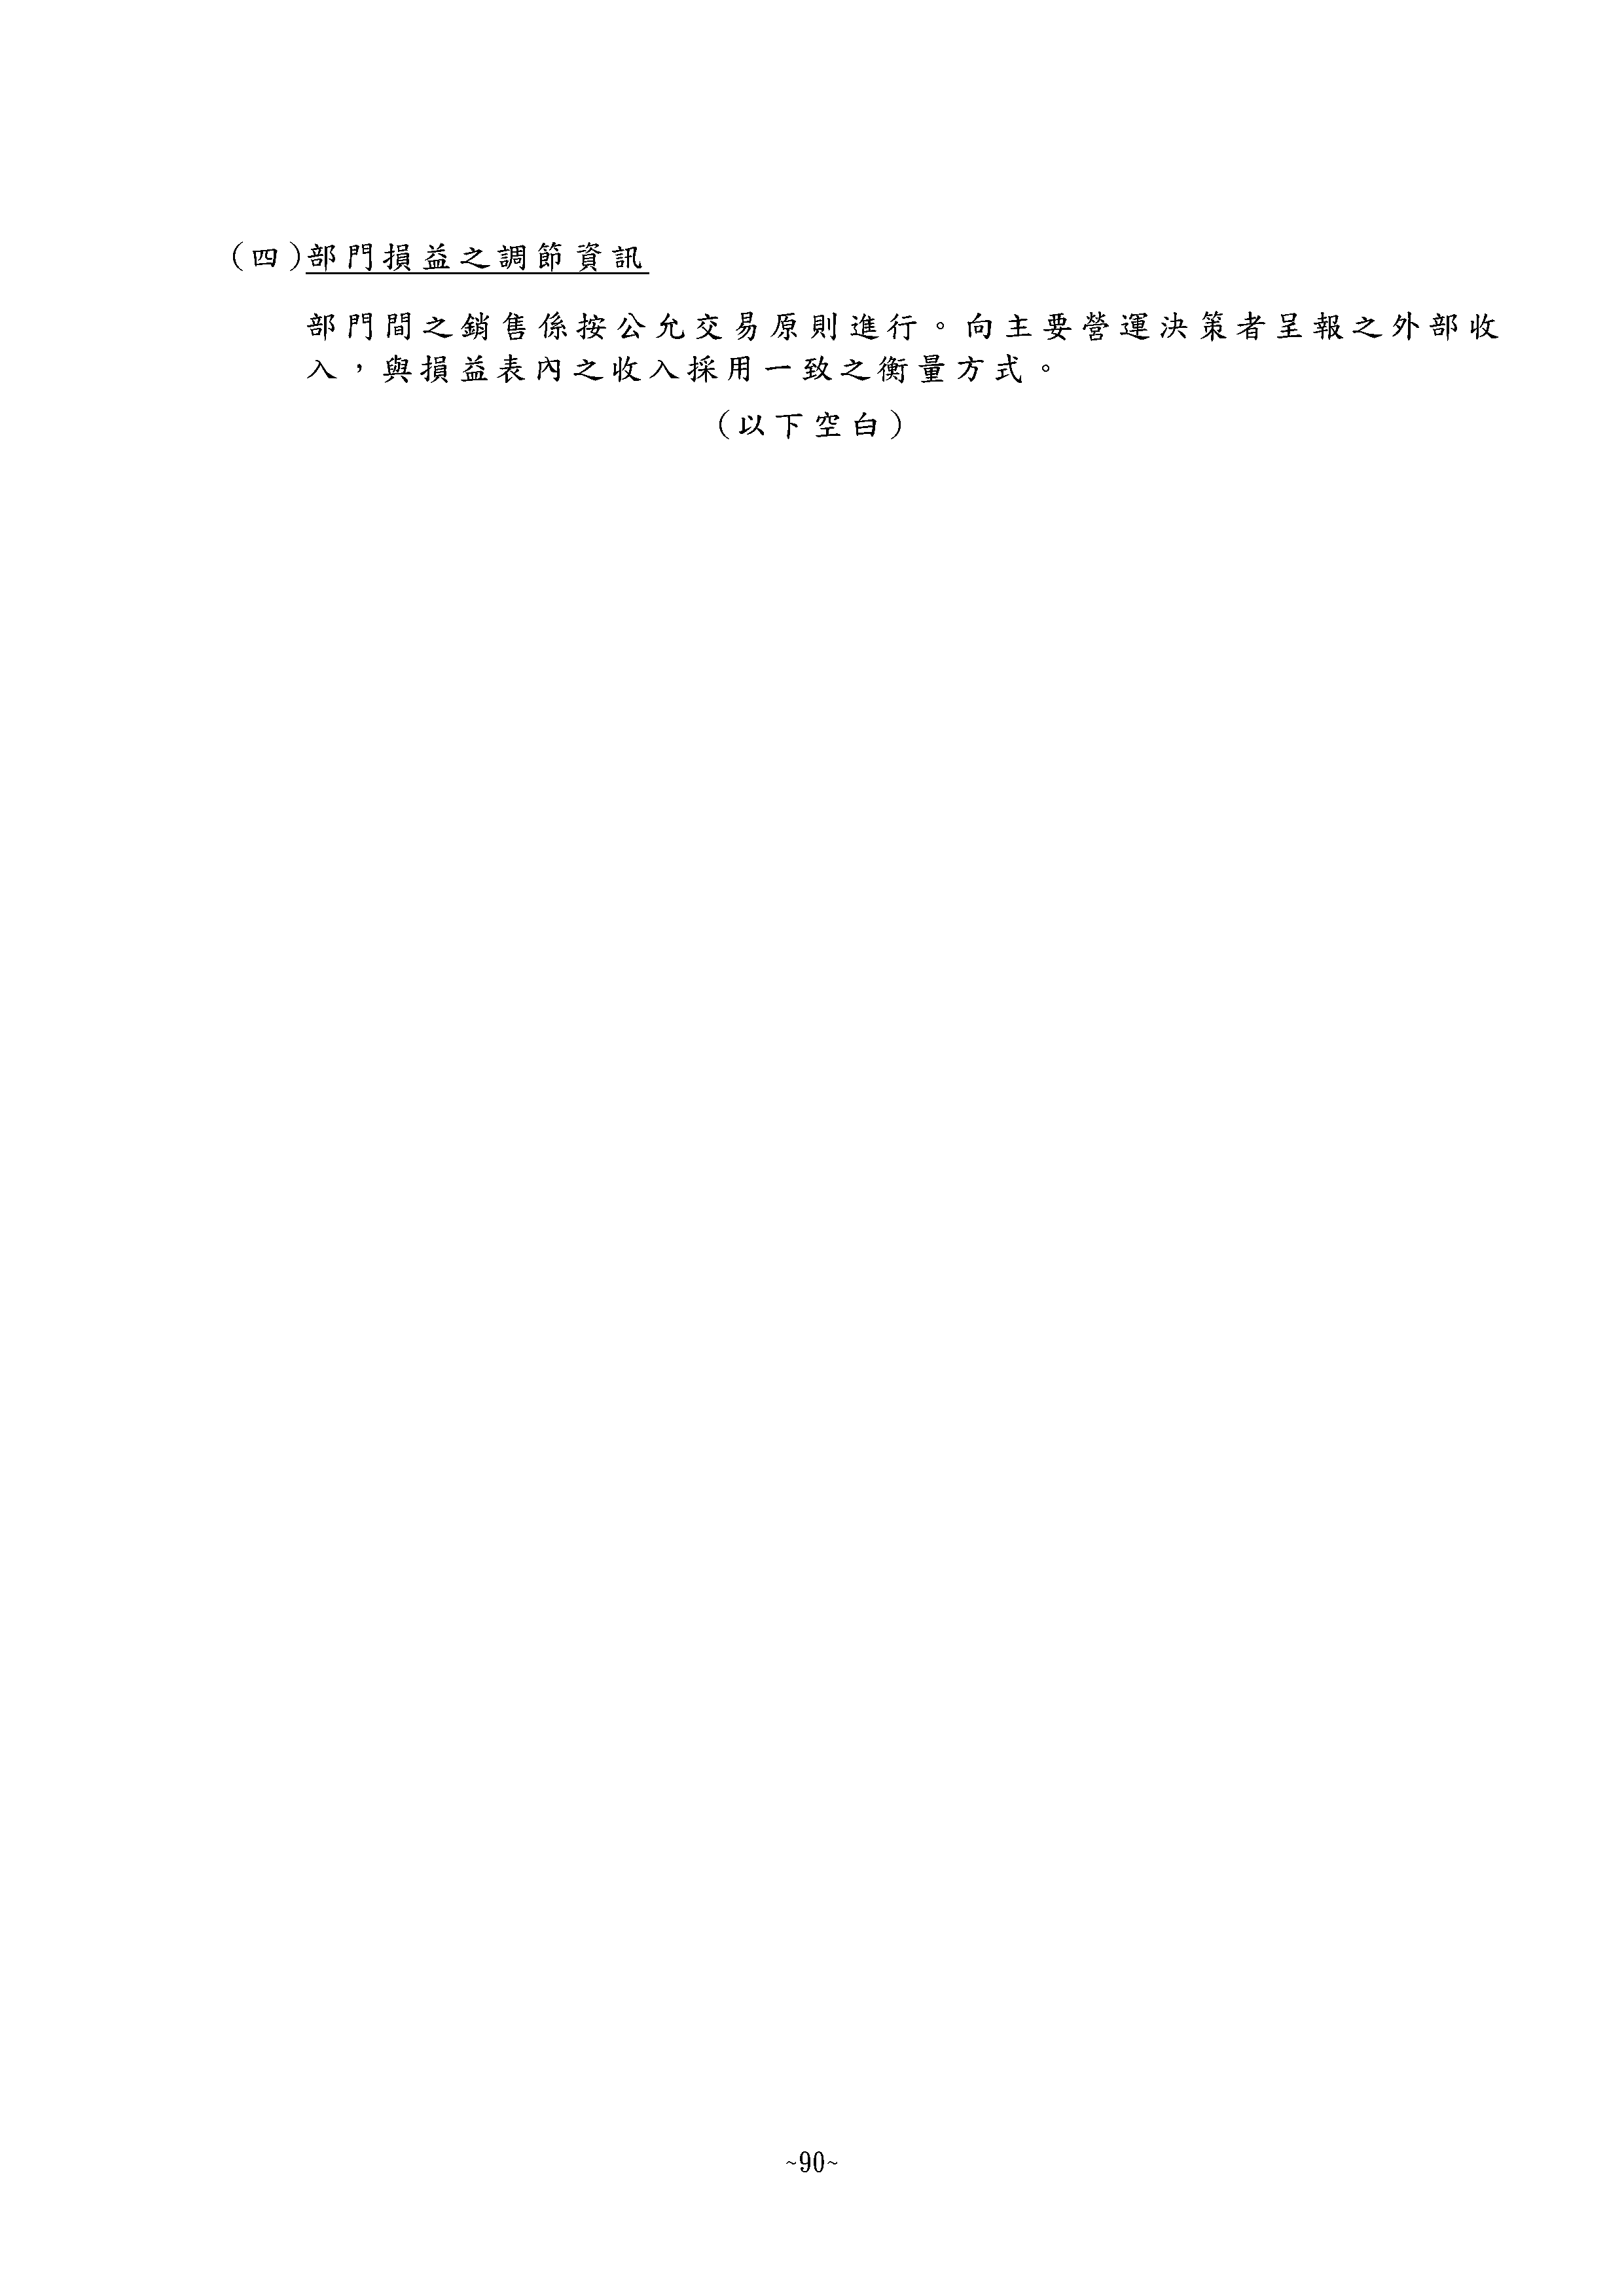 (四)部門損益之調節資訊
部門間之銷售係按公允交易原則進行。向主要營運決策者呈報之外部收
入，與損益表內之收入採用一致之衡量方式。
(以下空白)
~90~